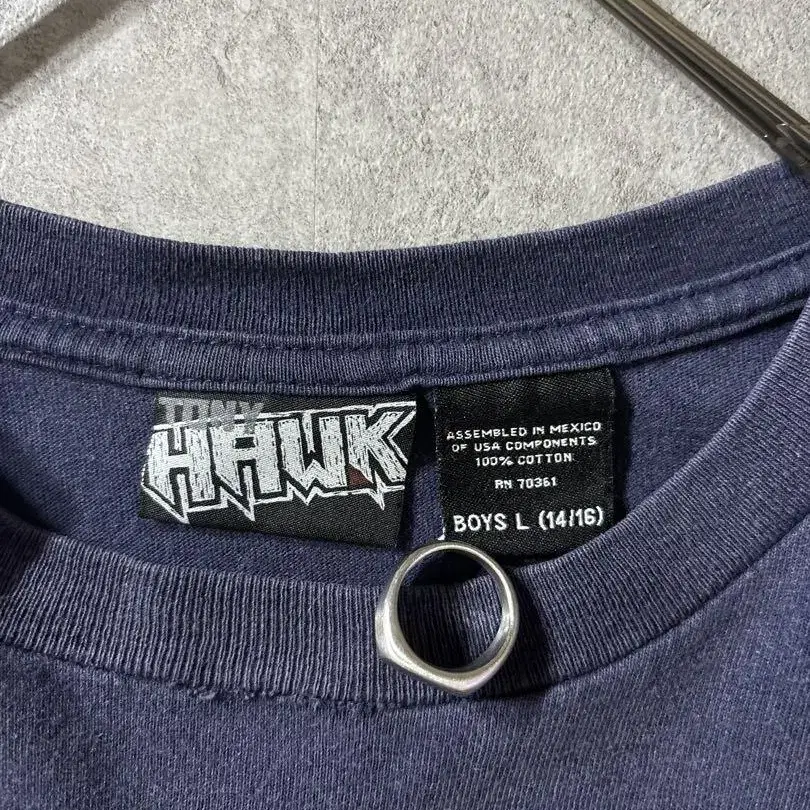 TONY
HAWK
ASSEMBLED IN MEXICO
OF USA COMPONENTS
100% COTTON
RN 70361
BOYS L (14/16)